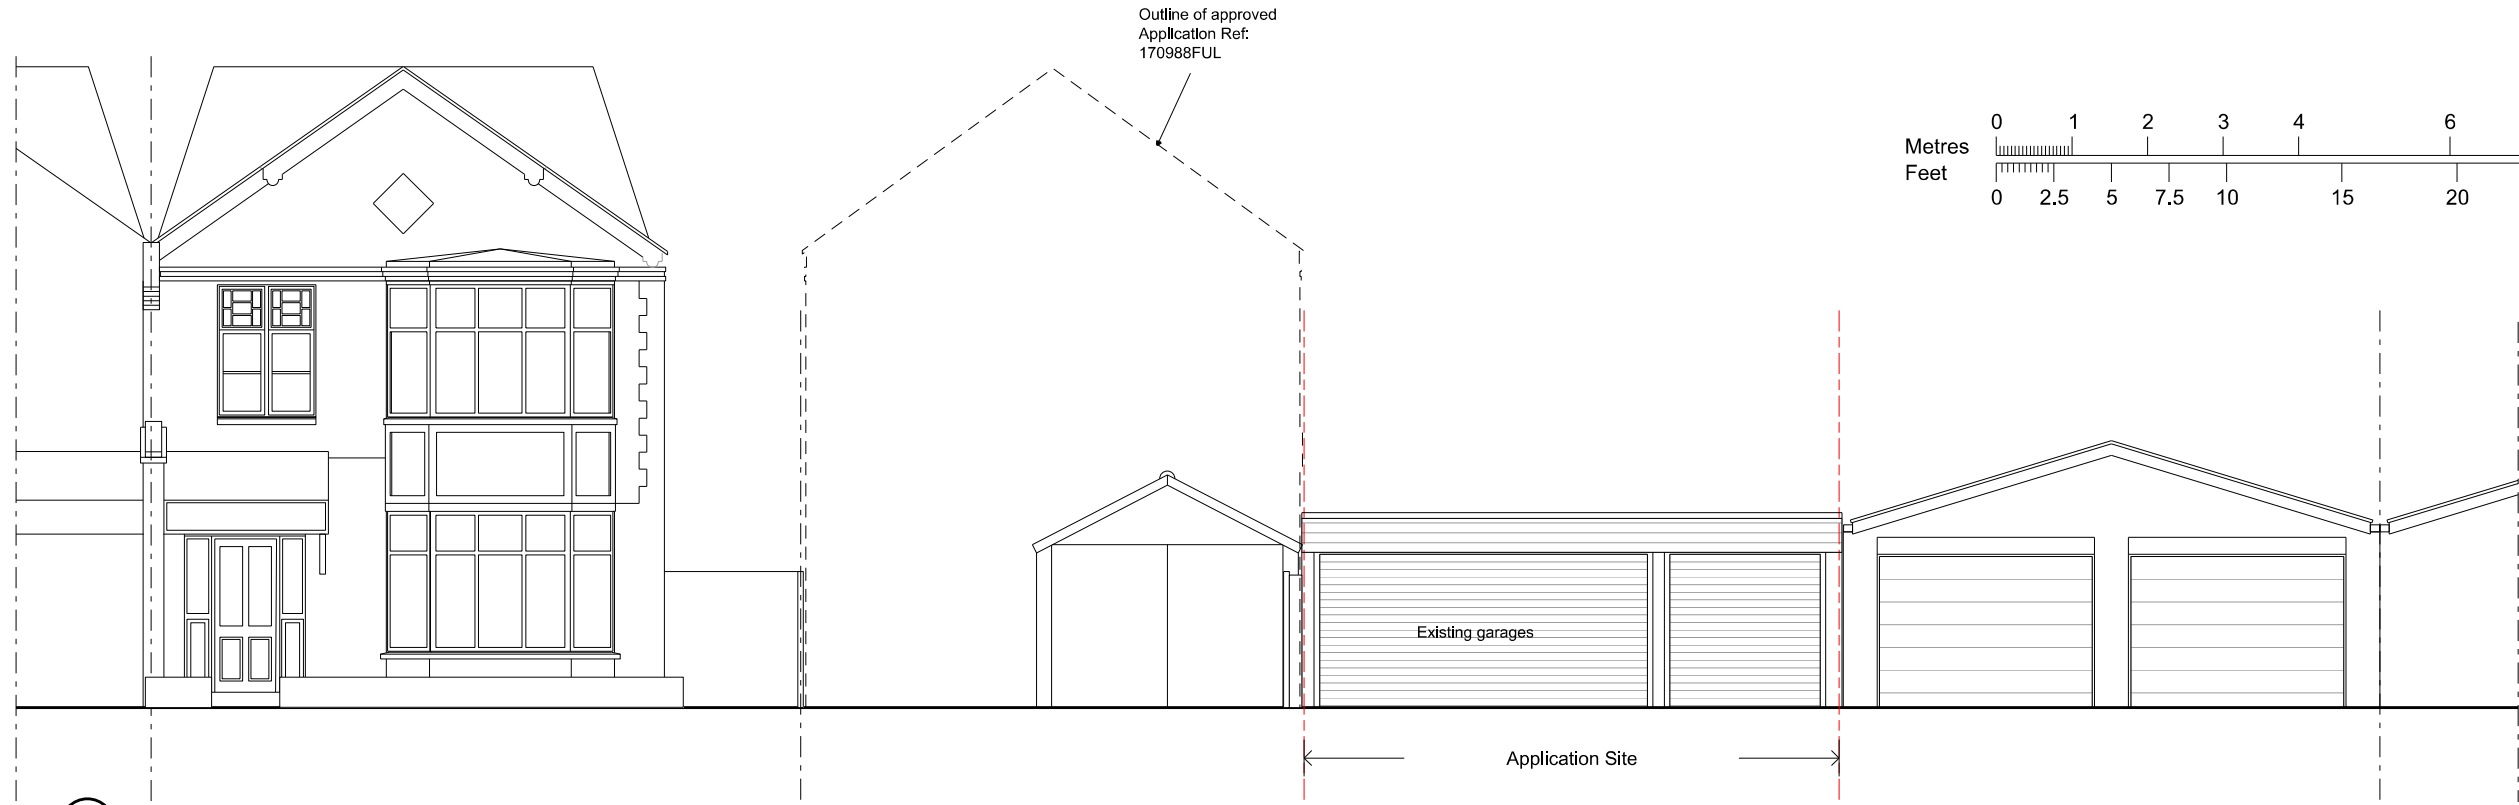 Outline of approved
Application Ref:
170988FUL
0 1 2 3 4 6
Metres
Feet
0 2.5 5 7.5 10 15 20
Existing garages
Application Site